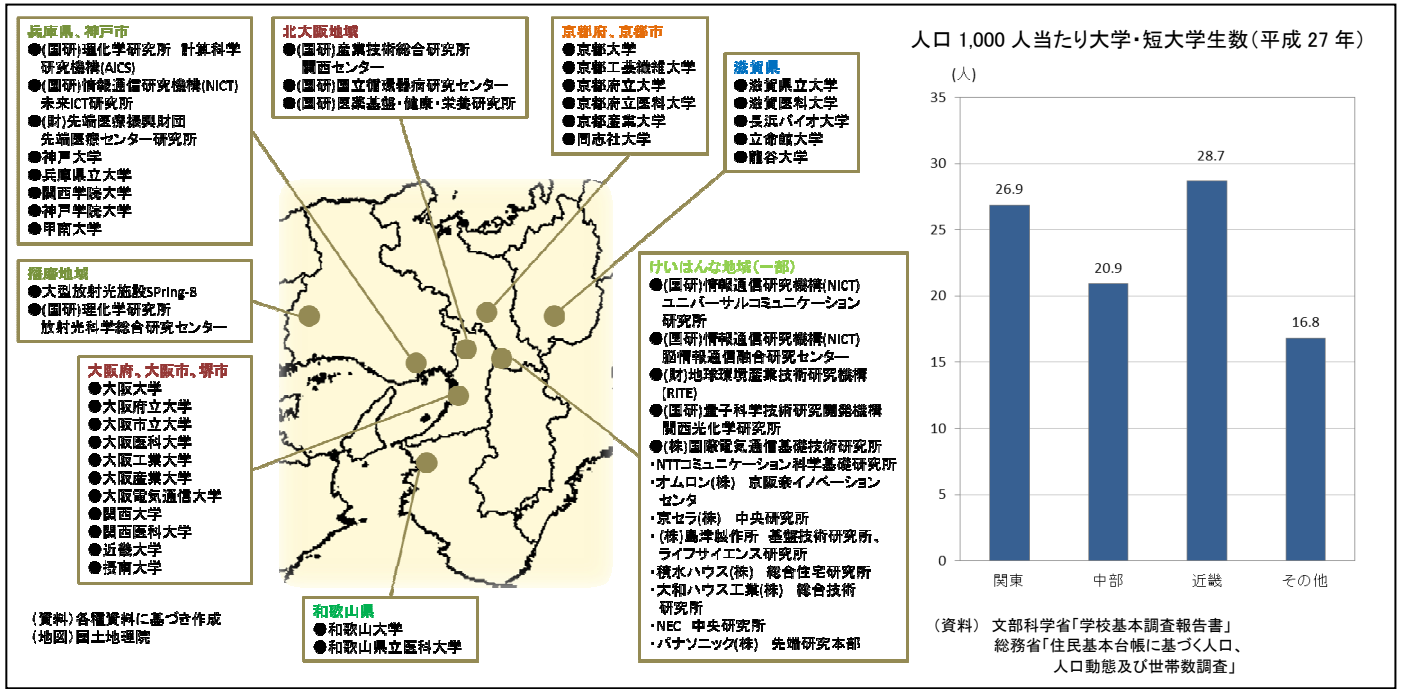 兵庫県、神戸市
●(国研)理化学研究所 計算科学
研究機構(AICS)
●(国研)情報通信研究機構(NICT)
未来ICT研究所
●(財)先端医療振興財団
先端医療センター研究所
●神戸大学
●兵庫県立大学
●関西学院大学
●神戸学院大学
●甲南大学
播磨地域
●大型放射光施設SPring-8
●(国研)理化学研究所
放射光科学総合研究センター
大阪府、大阪市、堺市
●大阪大学
●大阪府立大学
●大阪市立大学
●大阪医科大学
●大阪工業大学
●大阪産業大学
●大阪電気通信大学
●関西大学
●関西医科大学
●近畿大学
●摂南大学
(資料)各種資料に基づき作成
(地図)国土地理院
北大阪地域
●(国研)産業技術総合研究所
関西センター
●(国研)国立循環器病研究センター
●(国研)医薬基盤・健康・栄養研究所
京都府、京都市
●京都大学
●京都工芸繊維大学
●京都府立大学
●京都府立医科大学
●京都産業大学
●同志社大学
滋賀県
●滋賀県立大学
●滋賀医科大学
●長浜バイオ大学
●立命館大学
●龍谷大学
けいはんな地域(一部)
●(国研)情報通信研究機構(NICT)
ユニバーサルコミュニケーション
研究所
●(国研)情報通信研究機構(NICT)
脳情報通信融合研究センター
●(財)地球環境産業技術研究機構
(RITE)
●(国研)量子科学技術研究開発機構
関西光化学研究所
●(株)国際電気通信基礎技術研究所
・NTTコミュニケーション科学基礎研究所
・オムロン(株) 京阪奈イノベーション
センタ
・京セラ(株) 中央研究所
・(株)島津製作所 基盤技術研究所、
ライフサイエンス研究所
・積水ハウス(株) 総合住宅研究所
・大和ハウス工業(株) 総合技術
研究所
・NEC 中央研究所
・パナソニック(株) 先端研究本部
和歌山県
●和歌山大学
●和歌山県立医科大学
人口 1,000 人当たり大学・短大学生数(平成 27 年)
(人)
35
30
25
20
15
10
5
0
26.9
20.9
28.7
16.8
関東
中部
近畿
その他
(資料) 文部科学省「学校基本調査報告書」
総務省「住民基本台帳に基づく人口、
人口動態及び世帯数調査」